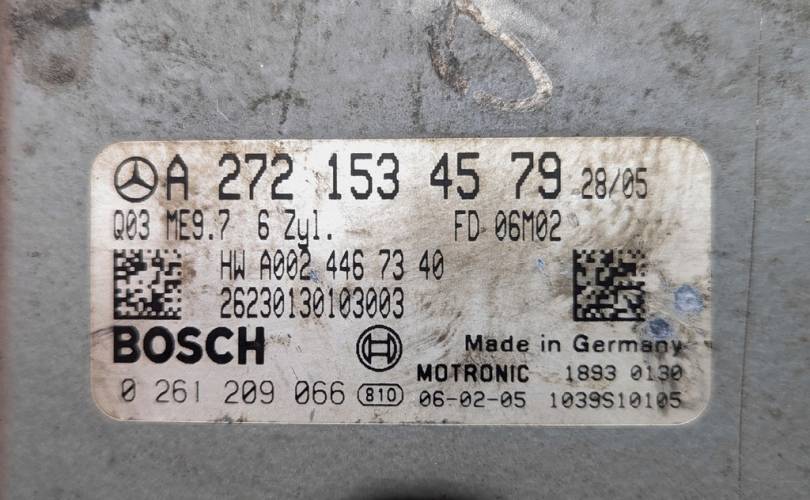 A 272 153 45 79 28/05
Q03 ME9.7 6 Zyl. FD 06M02
HW A002 446 73 40
26230130103003
BOSCH
Made in Germany
MOTRONIC 1893 0130
0 261 209 066 810 06-02-05 1039S10105